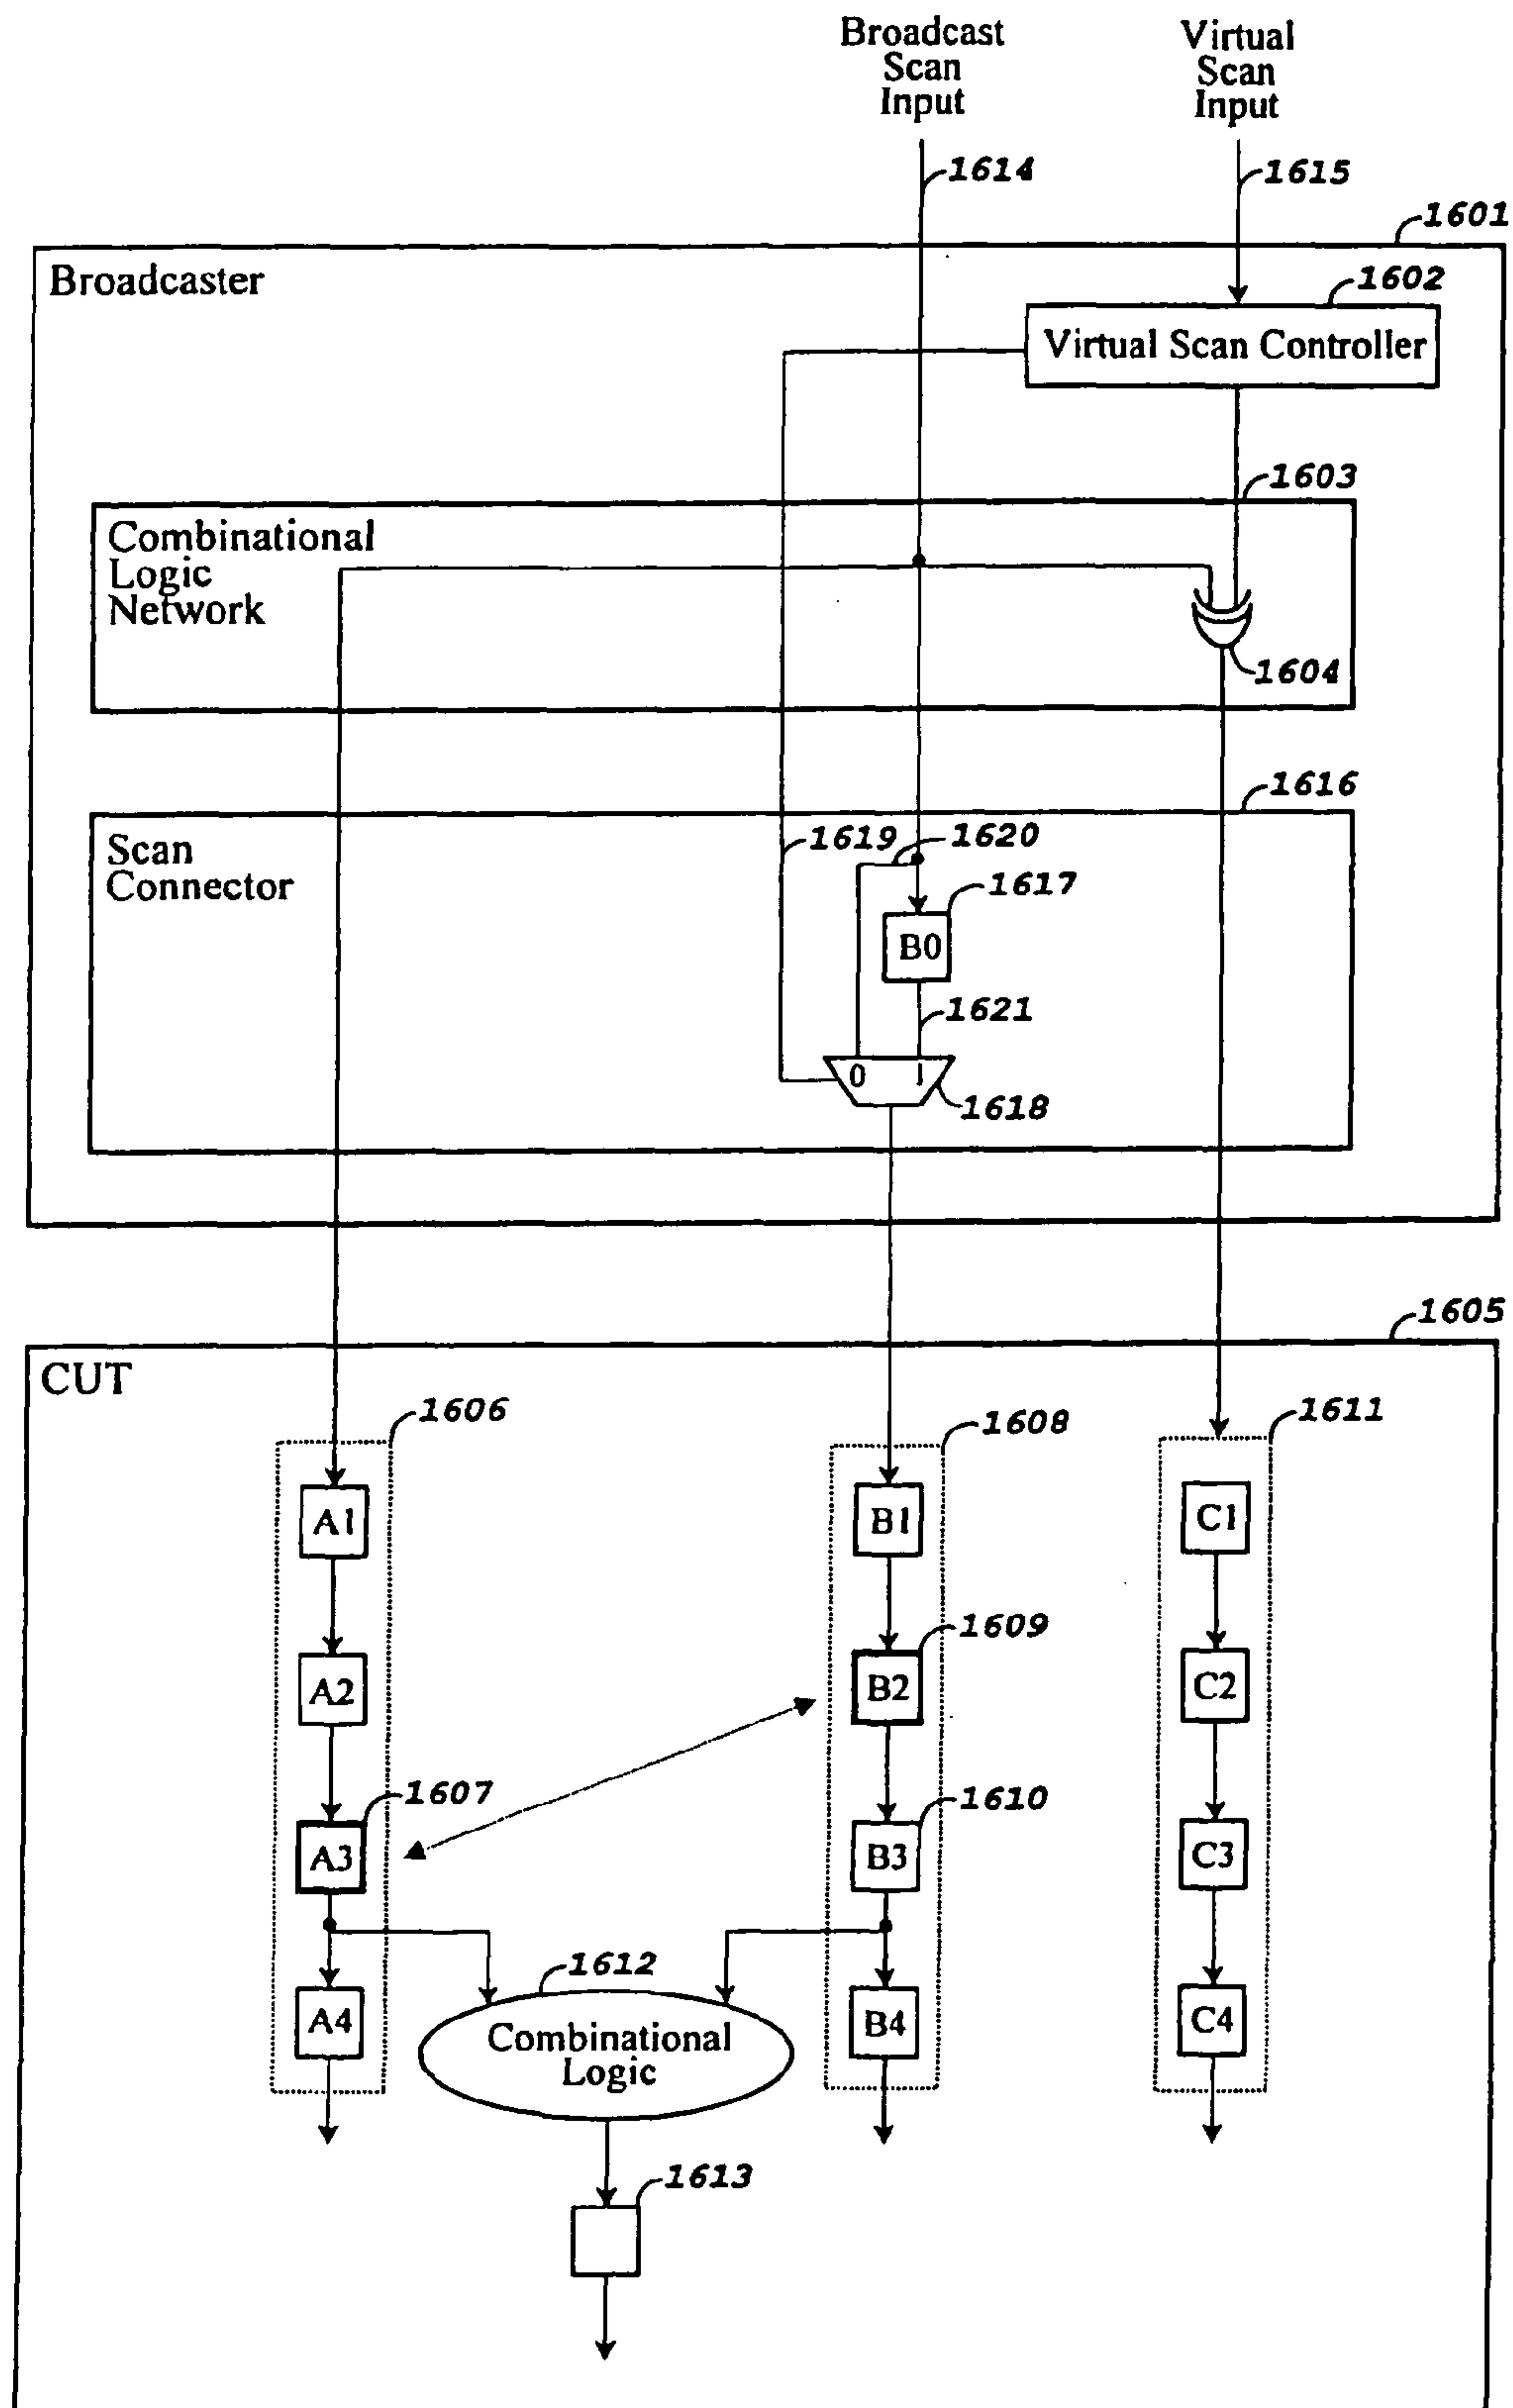 Broadcast
Scan
Input
Virtual
Scan
Input
1614
1615
1601
Broadcaster
1602
Virtual Scan Controller
1603
Combinational
Logic
Network
1604
1616
Scan
Connector
1619
1620
1617
B0
1621
0
1
1618
1605
CUT
1606
1608
1611
A1
B1
C1
1609
A2
B2
C2
1607
1610
A3
B3
C3
1612
A4
Combinational
Logic
B4
C4
1613